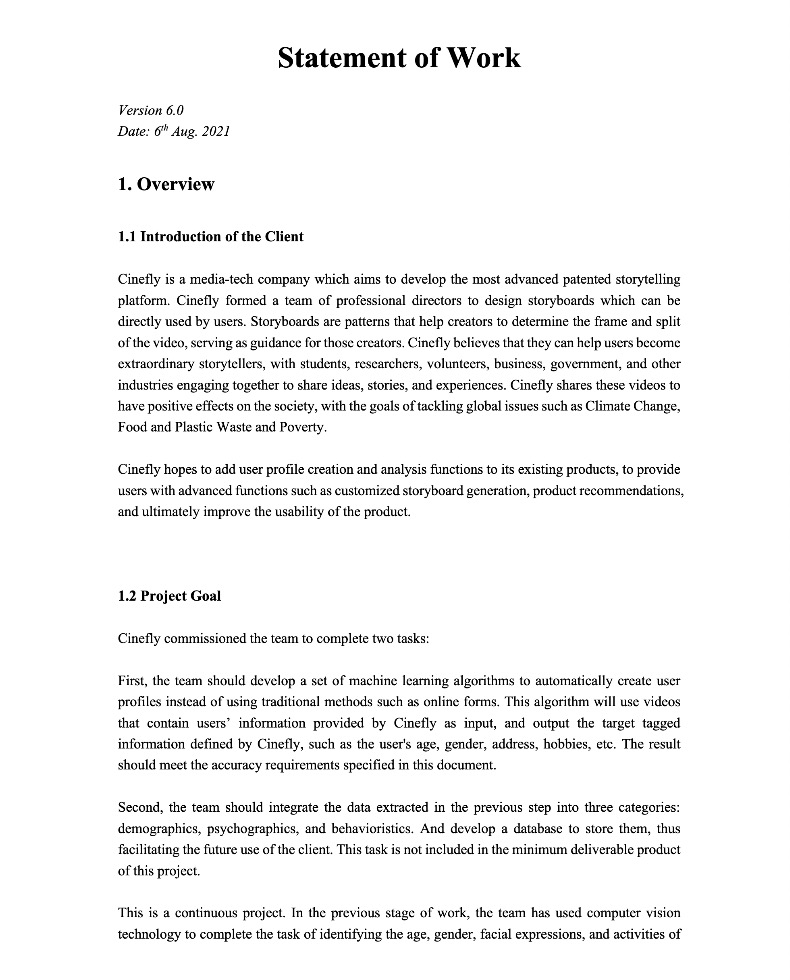 Statement of Work
Version 6.0
Date: 6th Aug. 2021
1. Overview
1.1 Introduction of the Client
Cinefly is a media-tech company which aims to develop the most advanced patented storytelling
platform. Cinefly formed a team of professional directors to design storyboards which can be
directly used by users. Storyboards are patterns that help creators to determine the frame and split
of the video, serving as guidance for those creators. Cinefly believes that they can help users become
extraordinary storytellers, with students, researchers, volunteers, business, government, and other
industries engaging together to share ideas, stories, and experiences. Cinefly shares these videos to
have positive effects on the society, with the goals of tackling global issues such as Climate Change,
Food and Plastic Waste and Poverty.
Cinefly hopes to add user profile creation and analysis functions to its existing products, to provide
users with advanced functions such as customized storyboard generation, product recommendations,
and ultimately improve the usability of the product.
1.2 Project Goal
Cinefly commissioned the team to complete two tasks:
First, the team should develop a set of machine learning algorithms to automatically create user
profiles instead of using traditional methods such as online forms. This algorithm will use videos
that contain users’ information provided by Cinefly as input, and output the target tagged
information defined by Cinefly, such as the user's age, gender, address, hobbies, etc. The result
should meet the accuracy requirements specified in this document.
Second, the team should integrate the data extracted in the previous step into three categories:
demographics, psychographics, and behavioristics. And develop a database to store them, thus
facilitating the future use of the client. This task is not included in the minimum deliverable product
of this project.
This is a continuous project. In the previous stage of work, the team has used computer vision
technology to complete the task of identifying the age, gender, facial expressions, and activities of